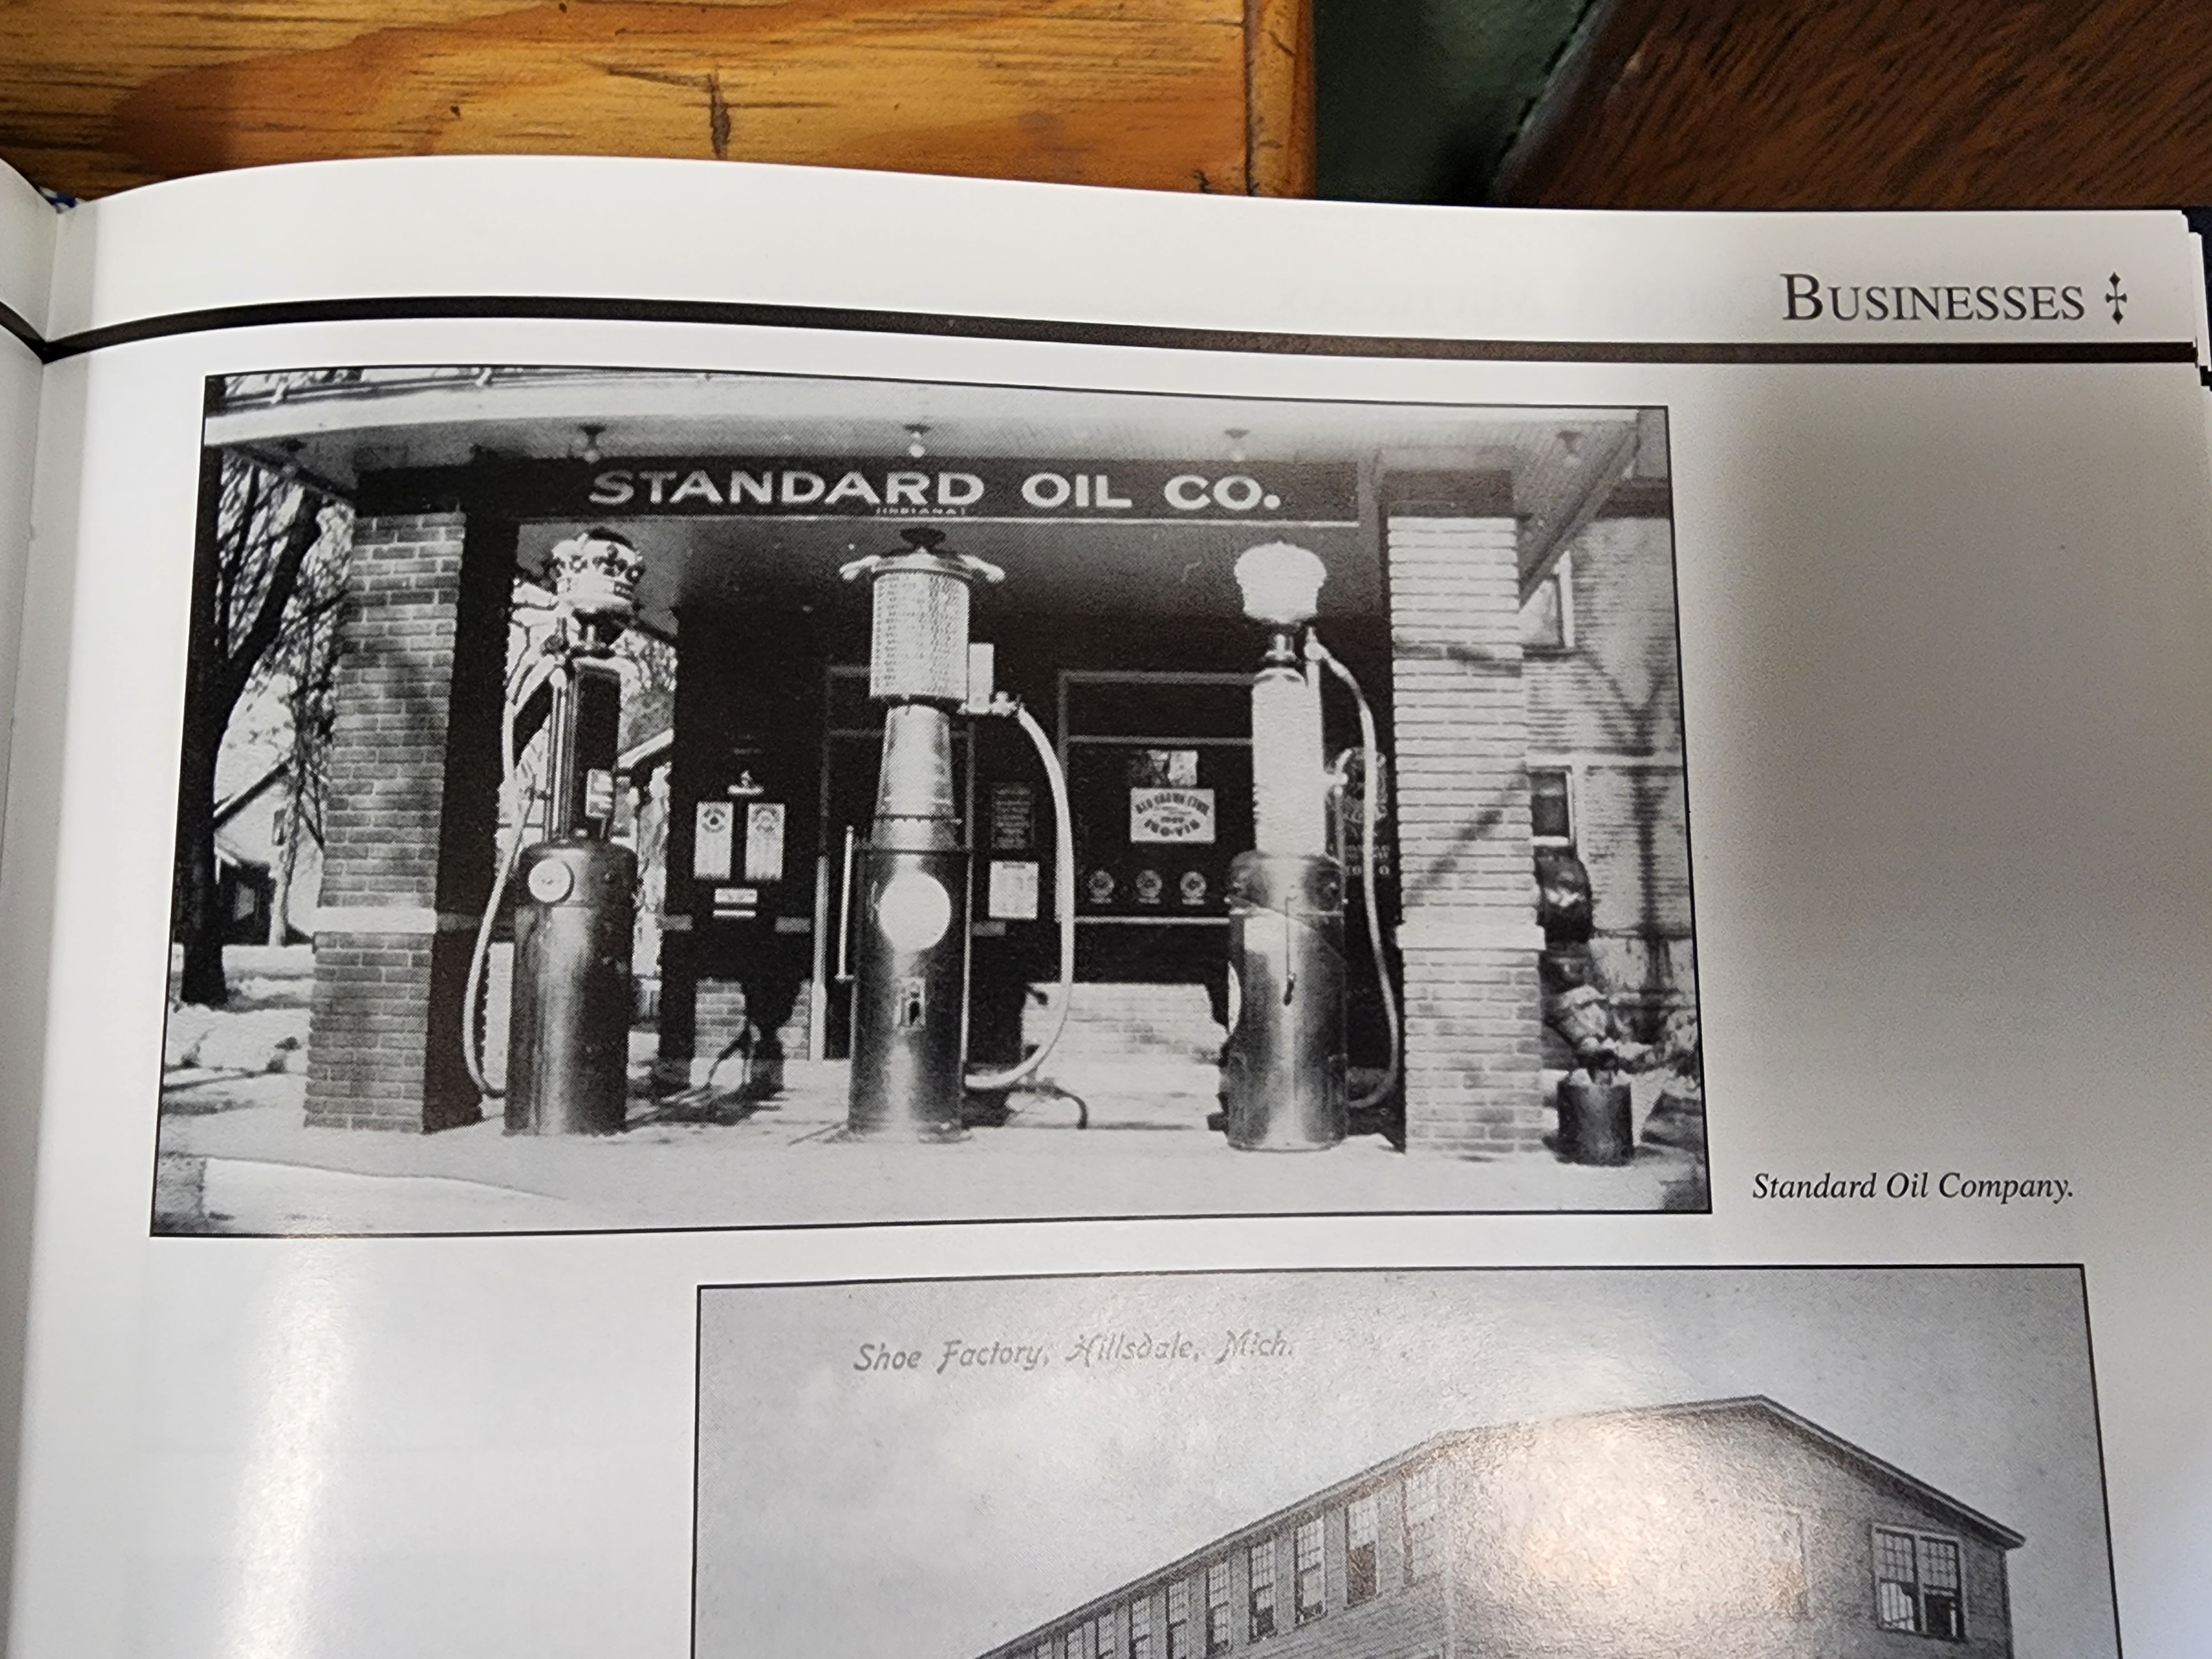 BUSINESSES
STANDARD OIL CO.
(INDIANA)
Standard Oil Company.
Shoe Factory, Hillsdale, Mich.